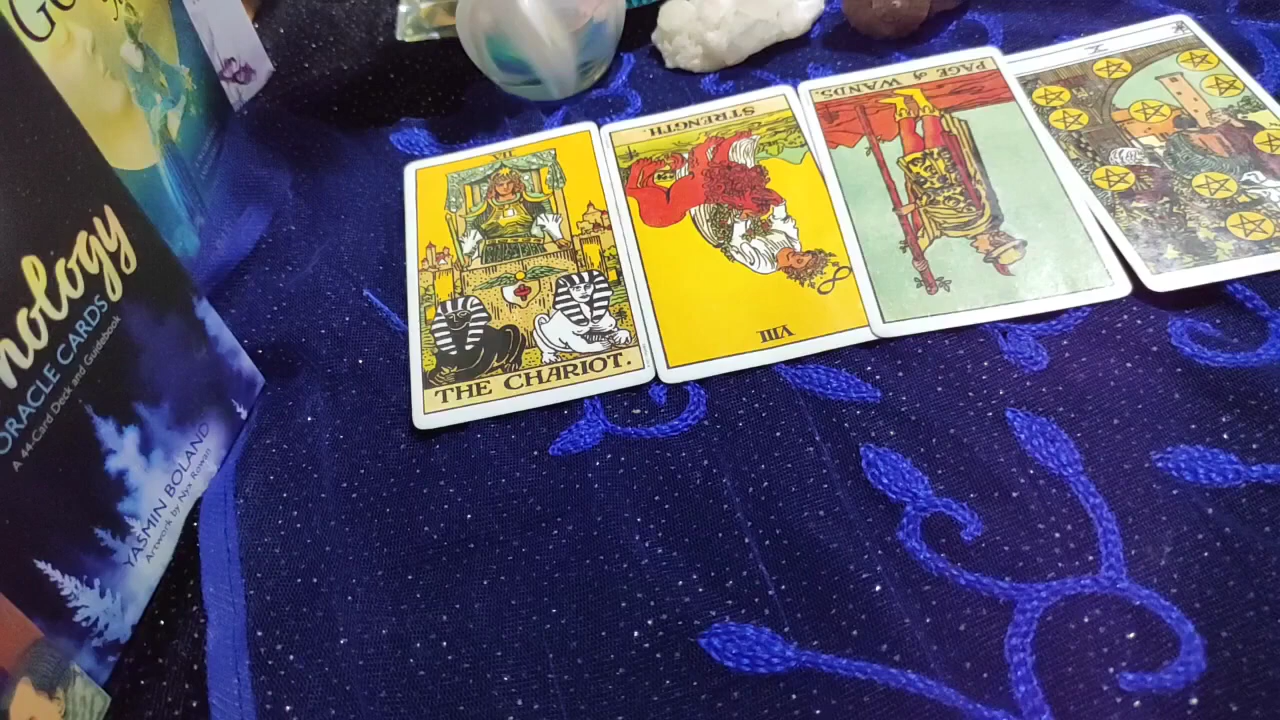 nology
ORACLE CARDS
A 44-Card Deck and Guidebook
YASMIN BOLAND
Artwork by Nyx Rowan
VII
THE CHARIOT.
STRENGTH.
VIII
PAGE of WANDS.
X